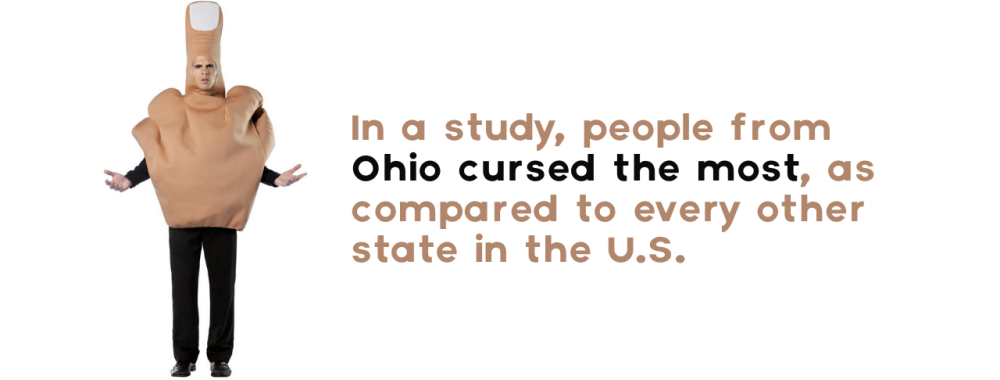 In a study, people from
Ohio cursed the most, as
compared to every other
state in the U.S.